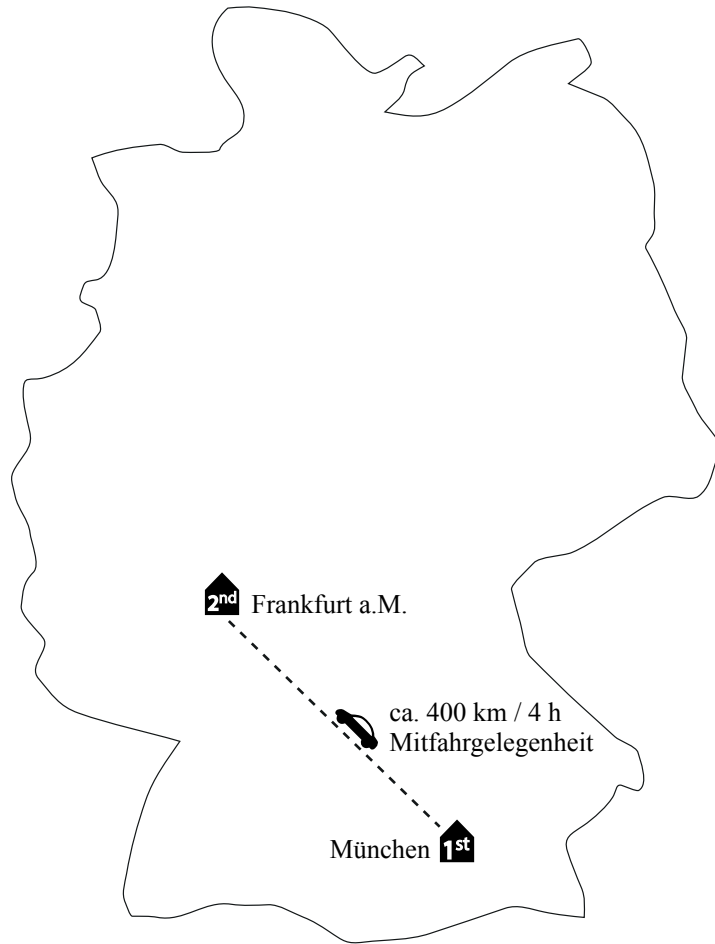 2nd
Frankfurt a.M.
ca. 400 km / 4 h
Mitfahrgelegenheit
München
1st